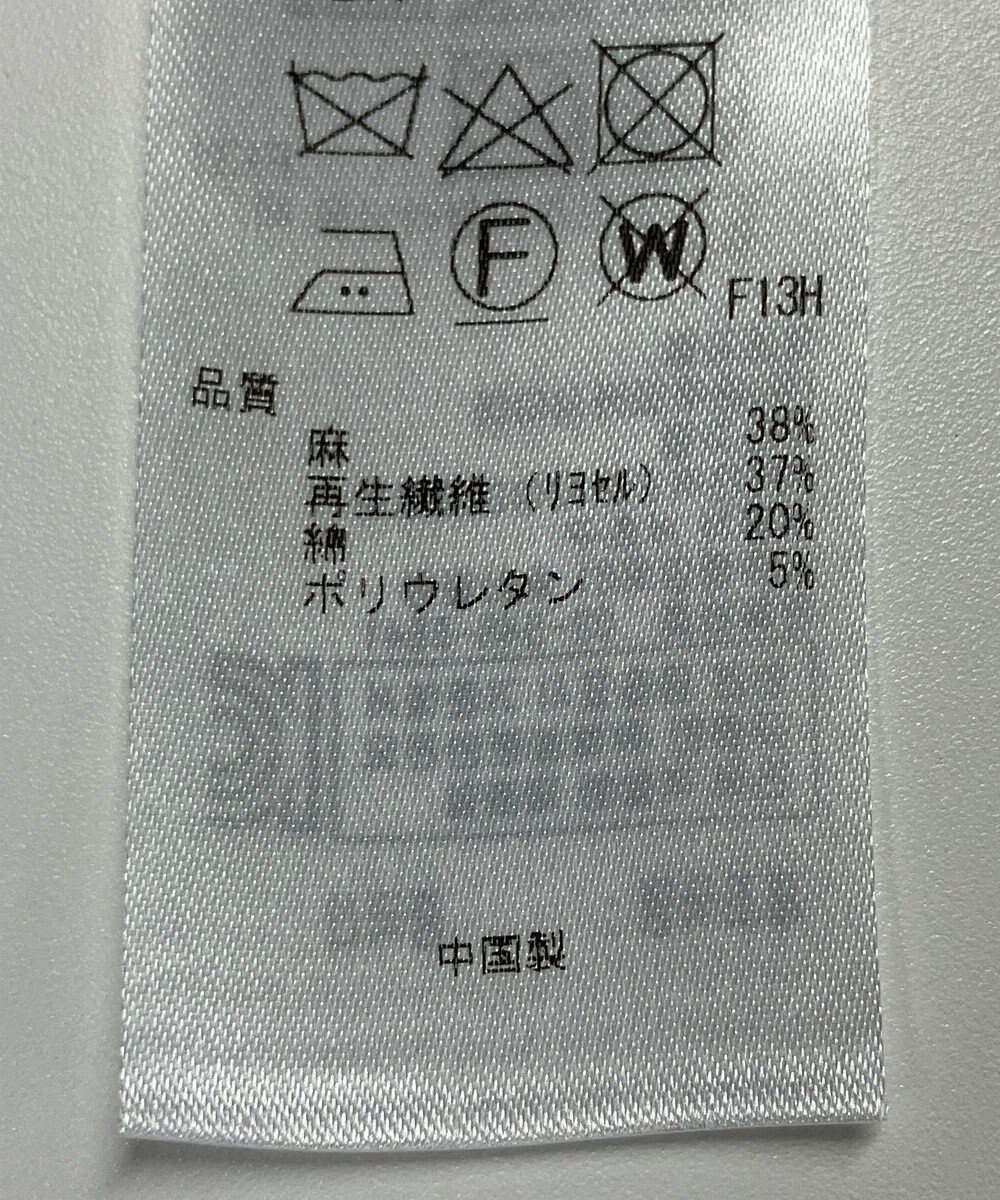 F
W
F13H
品質
麻 38%
再生繊維（リヨセル） 37%
綿 20%
ポリウレタン 5%
中国製